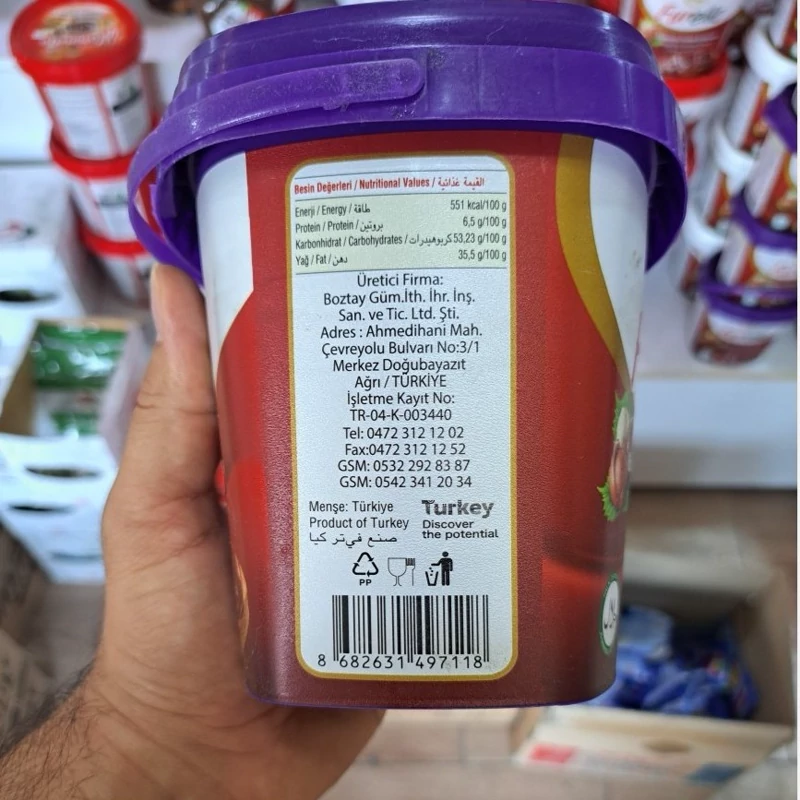 Besin Değerleri / Nutritional Values / القيمة غذائية
Enerji / Energy / طاقة 551 kcal/100 g
Protein / Protein / بروتين 6,5 g/100 g
Karbonhidrat / Carbohydrates / كربوهيدرات 53,23 g/100 g
Yağ / Fat / دهن 35,5 g/100 g
Üretici Firma:
Boztay Güm.İth. İhr. İnş.
San. ve Tic. Ltd. Şti.
Adres : Ahmedihani Mah.
Çevreyolu Bulvarı No:3/1
Merkez Doğubayazıt
Ağrı / TÜRKİYE
İşletme Kayıt No:
TR-04-K-003440
Tel: 0472 312 12 02
Fax:0472 312 12 52
GSM: 0532 292 83 87
GSM: 0542 341 20 34
Menşe: Türkiye
Product of Turkey
صنع في تركيا
Turkey
Discover
the potential
PP
8 682631 497118